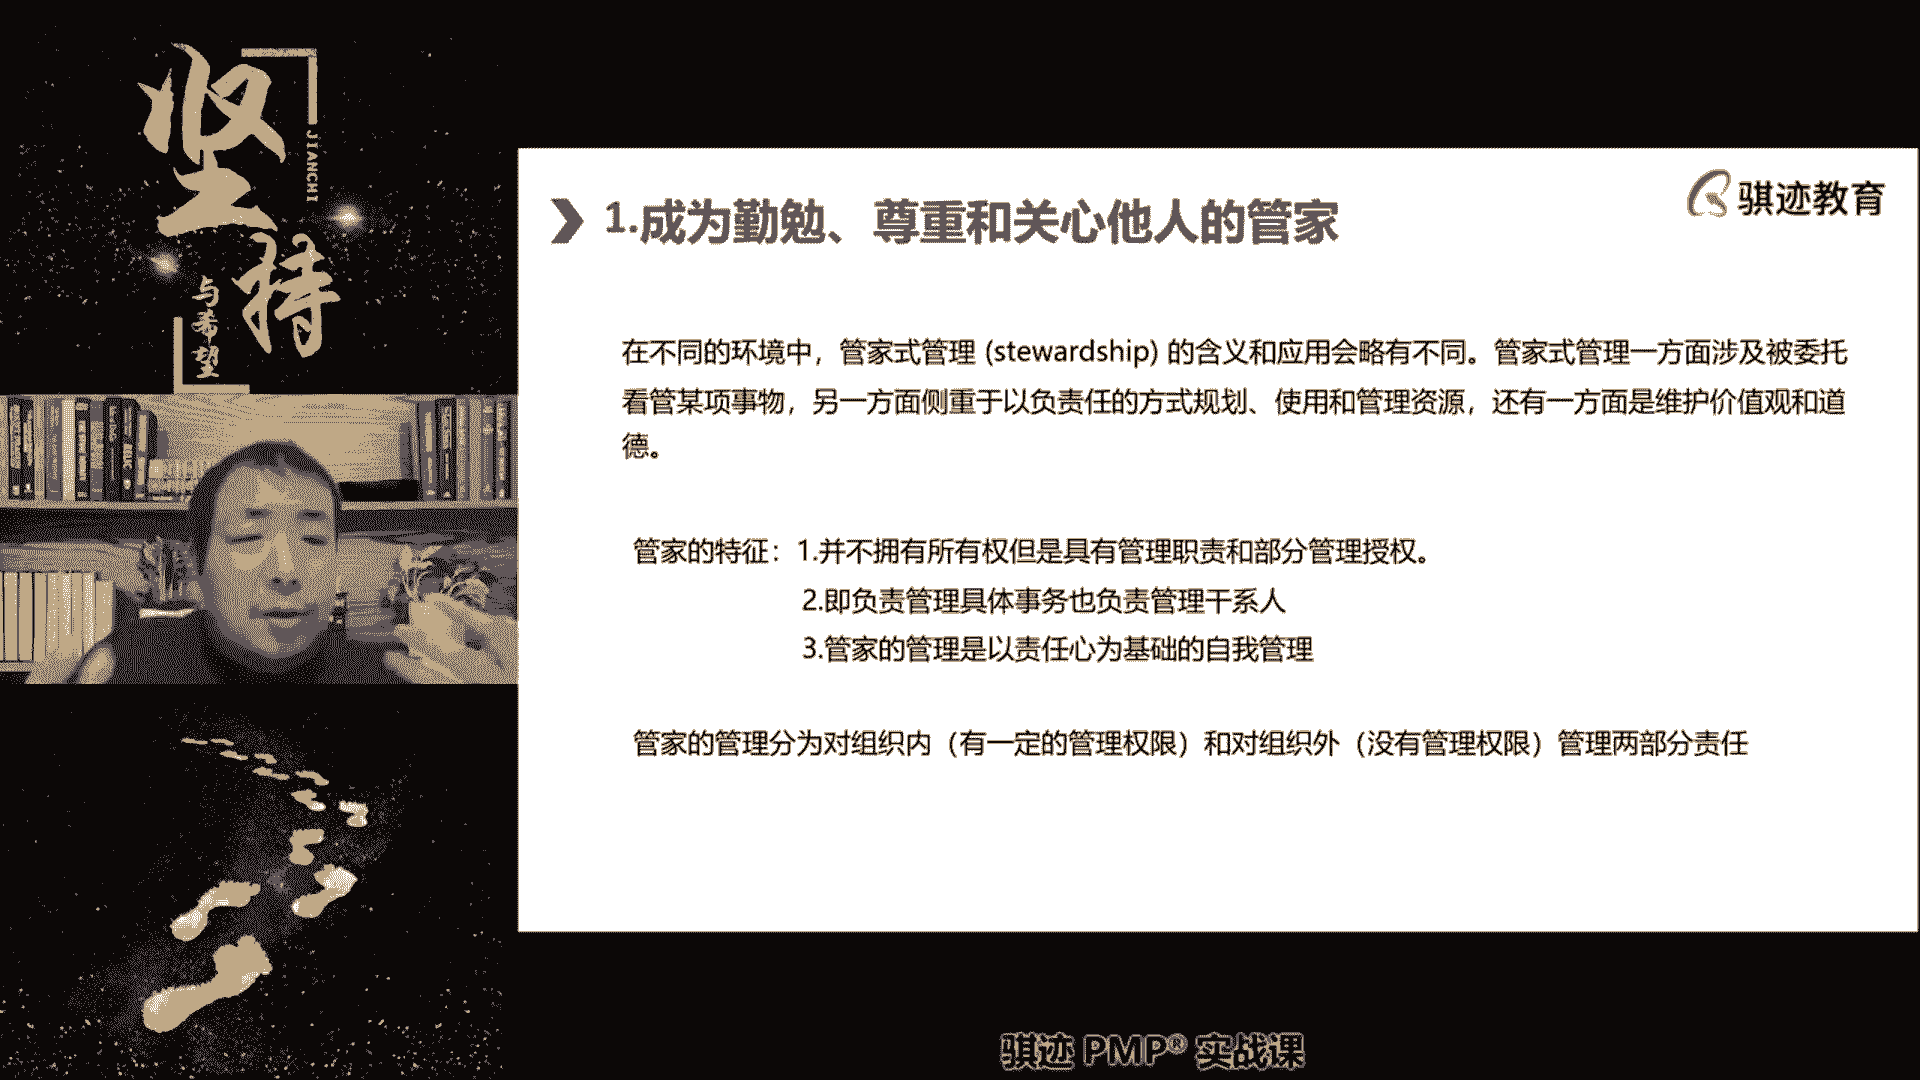 坚持
JIANCHI
与希望
骐迹教育
1.成为勤勉、尊重和关心他人的管家
在不同的环境中，管家式管理 (stewardship) 的含义和应用会略有不同。管家式管理一方面涉及被委托
看管某项事物，另一方面侧重于以负责任的方式规划、使用和管理资源，还有一方面是维护价值观和道
德。
管家的特征：1.并不拥有所有权但是具有管理职责和部分管理授权。
2.即负责管理具体事务也负责管理干系人
3.管家的管理是以责任心为基础的自我管理
管家的管理分为对组织内（有一定的管理权限）和对组织外（没有管理权限）管理两部分责任
骐迹 PMP® 实战课